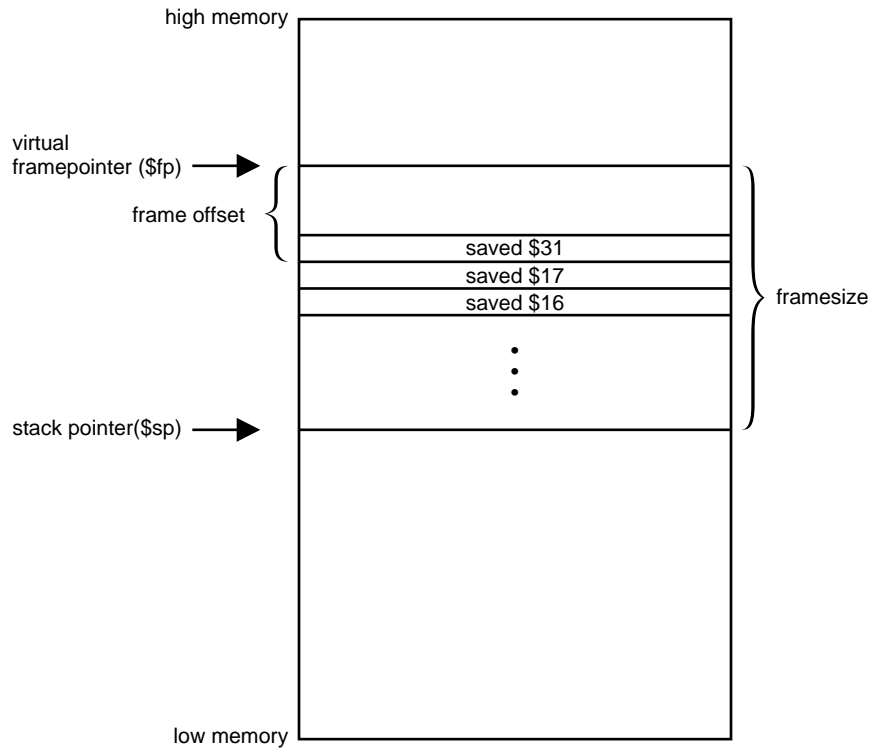 high memory
virtual
framepointer ($fp)
frame offset
saved $31
saved $17
saved $16
framesize
stack pointer($sp)
low memory